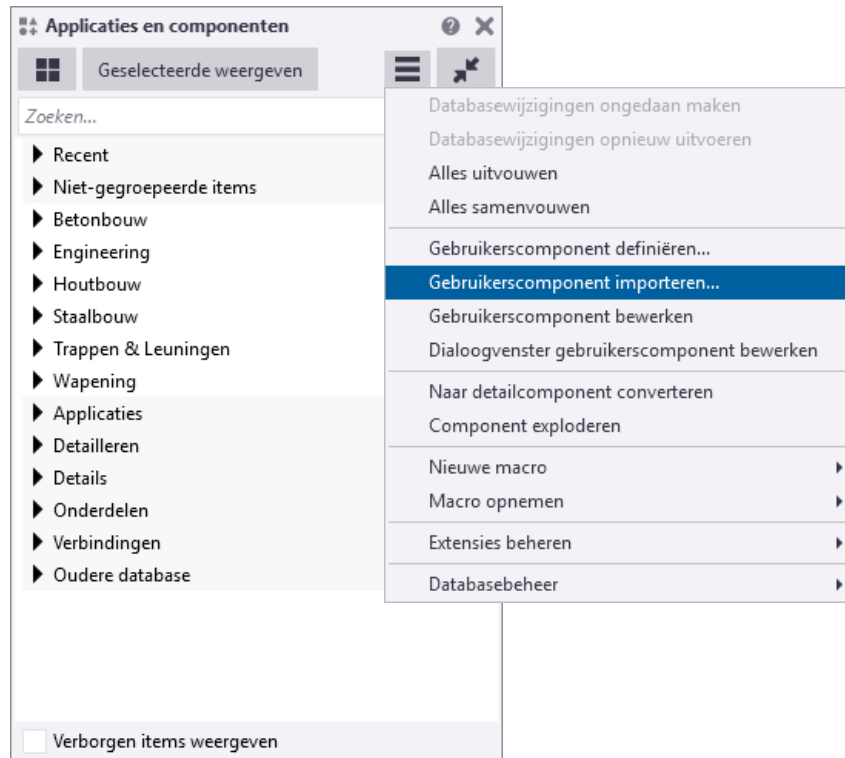 Applicaties en componenten
Geselecteerde weergeven
Zoeken...
Recent
Niet-gegroepeerde items
Betonbouw
Engineering
Houtbouw
Staalbouw
Trappen & Leuningen
Wapening
Applicaties
Detailleren
Details
Onderdelen
Verbindingen
Oudere database
Verborgen items weergeven
Databasewijzigingen ongedaan maken
Databasewijzigingen opnieuw uitvoeren
Alles uitvouwen
Alles samenvouwen
Gebruikerscomponent definiëren...
Gebruikerscomponent importeren...
Gebruikerscomponent bewerken
Dialoogvenster gebruikerscomponent bewerken
Naar detailcomponent converteren
Component exploderen
Nieuwe macro
Macro opnemen
Extensies beheren
Databasebeheer